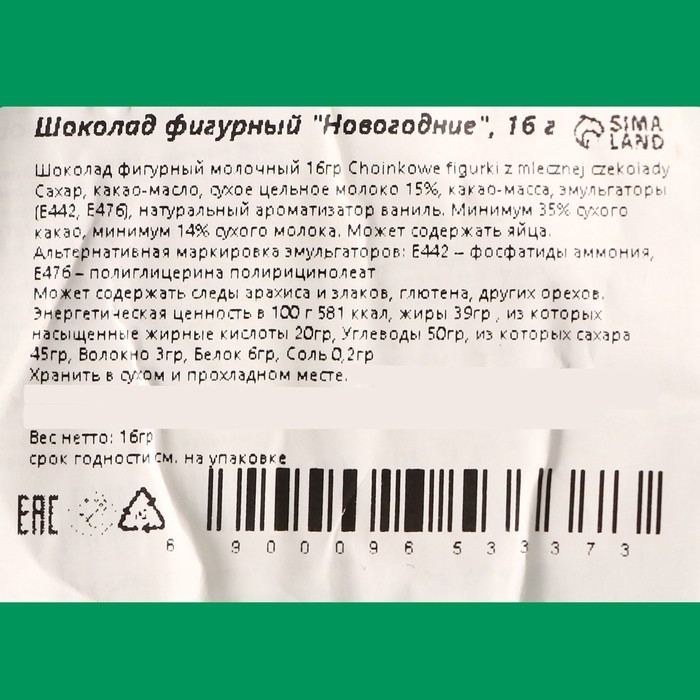 Шоколад фигурный "Новогодние", 16 г
SIMA
LAND
Шоколад фигурный молочный 16гр Choinkowe figurki z mlecznej czekolady
Сахар, какао-масло, сухое цельное молоко 15%, какао-масса, эмульгаторы
(Е442, Е476), натуральный ароматизатор ваниль. Минимум 35% сухого
какао, минимум 14% сухого молока. Может содержать яйца.
Альтернативная маркировка эмульгаторов: Е442 – фосфатиды аммония,
Е476 – полиглицерина полирицинолеат
Может содержать следы арахиса и злаков, глютена, других орехов.
Энергетическая ценность в 100 г 581 ккал, жиры 39гр , из которых
насыщенные жирные кислоты 20гр, Углеводы 50гр, из которых сахара
45гр, Волокно 3гр, Белок 6гр, Соль 0,2гр
Хранить в сухом и прохладном месте.
Вес нетто: 16гр
срок годности см. на упаковке
EAC
6 900096 533373